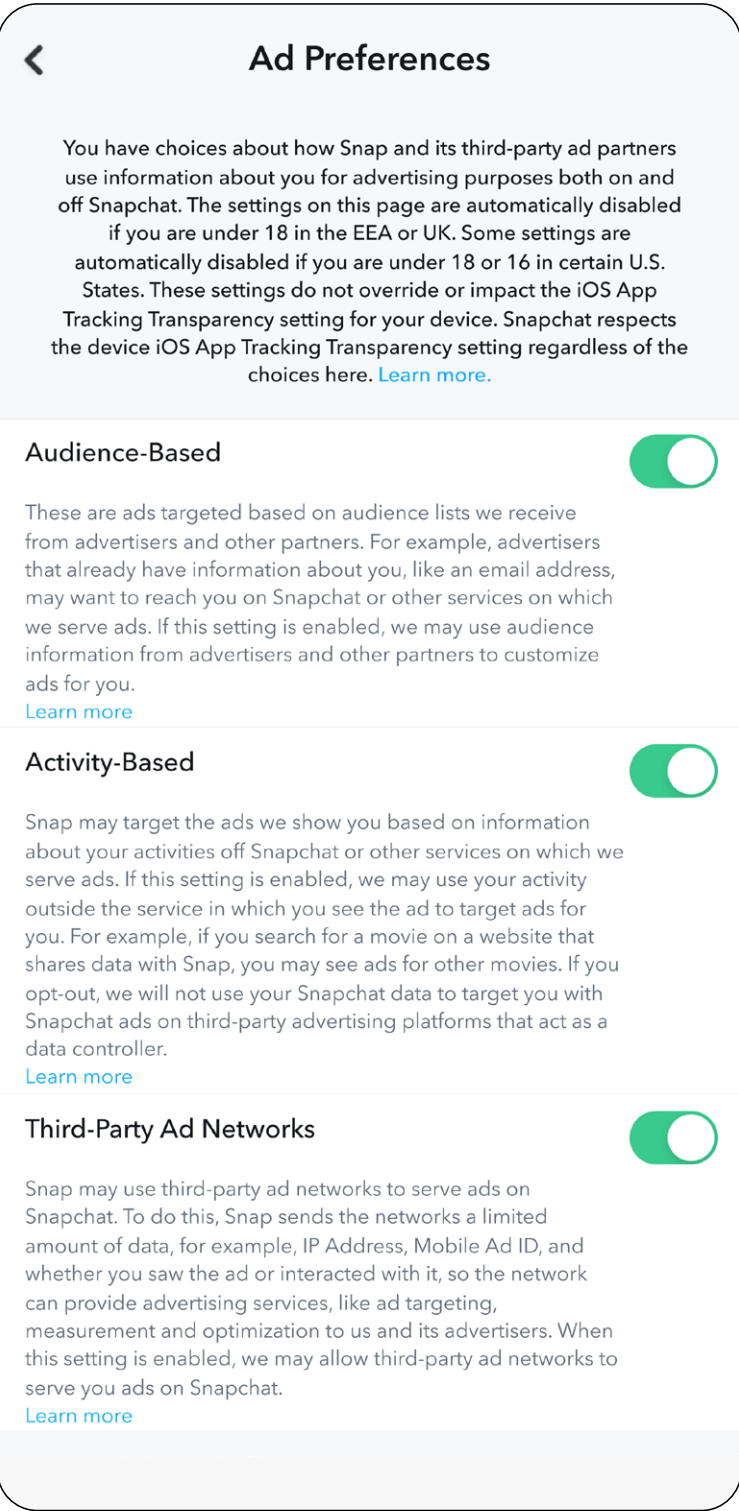 Ad Preferences
You have choices about how Snap and its third-party ad partners
use information about you for advertising purposes both on and
off Snapchat. The settings on this page are automatically disabled
if you are under 18 in the EEA or UK. Some settings are
automatically disabled if you are under 18 or 16 in certain U.S.
States. These settings do not override or impact the iOS App
Tracking Transparency setting for your device. Snapchat respects
the device iOS App Tracking Transparency setting regardless of the
choices here. Learn more.
Audience-Based
These are ads targeted based on audience lists we receive
from advertisers and other partners. For example, advertisers
that already have information about you, like an email address,
may want to reach you on Snapchat or other services on which
we serve ads. If this setting is enabled, we may use audience
information from advertisers and other partners to customize
ads for you.
Learn more
Activity-Based
Snap may target the ads we show you based on information
about your activities off Snapchat or other services on which we
serve ads. If this setting is enabled, we may use your activity
outside the service in which you see the ad to target ads for
you. For example, if you search for a movie on a website that
shares data with Snap, you may see ads for other movies. If you
opt-out, we will not use your Snapchat data to target you with
Snapchat ads on third-party advertising platforms that act as a
data controller.
Learn more
Third-Party Ad Networks
Snap may use third-party ad networks to serve ads on
Snapchat. To do this, Snap sends the networks a limited
amount of data, for example, IP Address, Mobile Ad ID, and
whether you saw the ad or interacted with it, so the network
can provide advertising services, like ad targeting,
measurement and optimization to us and its advertisers. When
this setting is enabled, we may allow third-party ad networks to
serve you ads on Snapchat.
Learn more